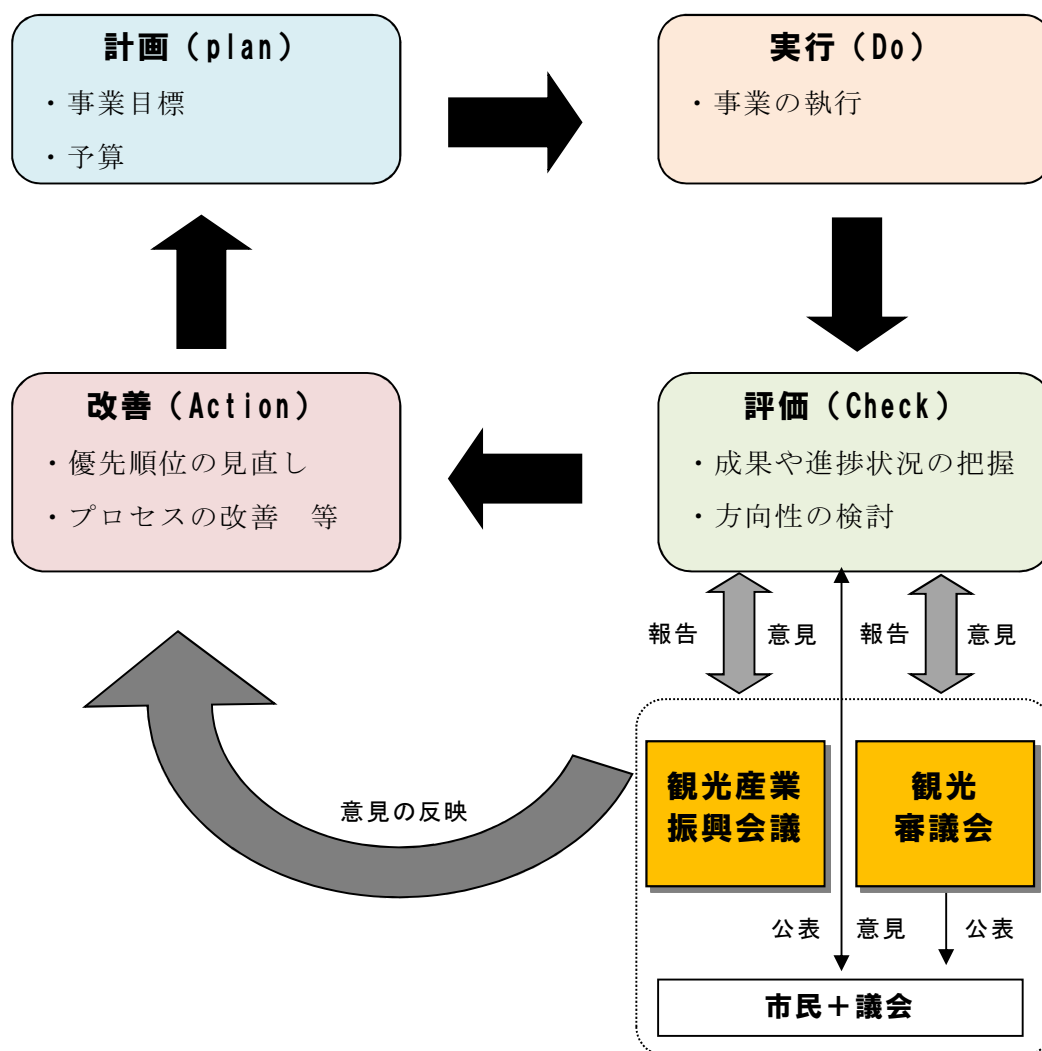 計画（plan）
・事業目標
・予算
実行（Do）
・事業の執行
改善（Action）
・優先順位の見直し
・プロセスの改善　等
評価（Check）
・成果や進捗状況の把握
・方向性の検討
報告
意見
報告
意見
意見の反映
観光産業
振興会議
観光
審議会
公表
意見
公表
市民＋議会